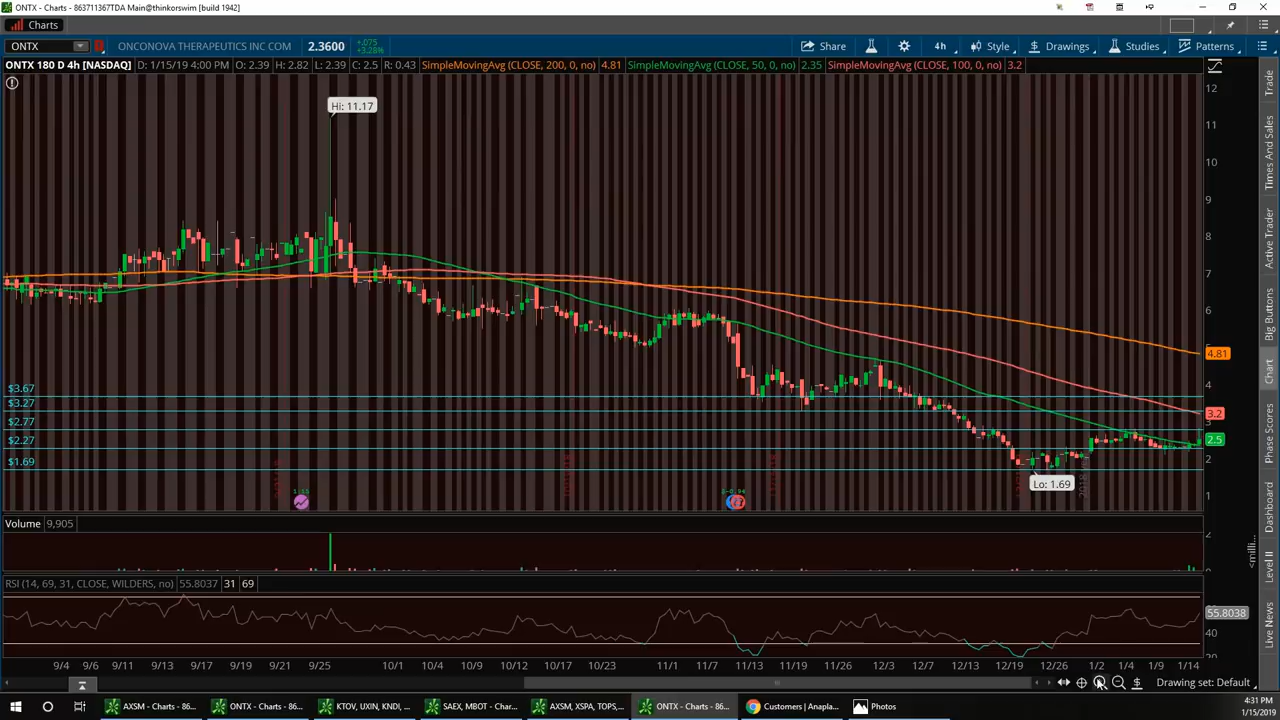 ONTX - Charts - 863711367TDA Main@thinkorswim [build 1942]
Charts
ONTX ONCONOVA THERAPEUTICS INC COM 2.3600 +.075 +3.28% Share 4h Style Drawings Studies Patterns
ONTX 180 D 4h [NASDAQ] D: 1/15/19 4:00 PM O: 2.39 H: 2.82 L: 2.39 C: 2.5 R: 0.43 SimpleMovingAvg (CLOSE, 200, 0, no) 4.81 SimpleMovingAvg (CLOSE, 50, 0, no) 2.35 SimpleMovingAvg (CLOSE, 100, 0, no) 3.2
Hi: 11.17
12
11
10
9
8
7
6
5
4.81
4
3.2
3
2.5
2
1
$3.67
$3.27
$2.77
$2.27
$1.69
Lo: 1.69
Trade
Times And Sales
Active Trader
Big Buttons
Chart
Phase Scores
Dashboard
Level II
Live News
Volume 9,905
2
<milli...
RSI (14, 69, 31, CLOSE, WILDERS, no) 55.8037 31 69
55.8038
40
20
9/4 9/6 9/11 9/13 9/17 9/19 9/21 9/25 10/1 10/4 10/9 10/12 10/17 10/23 11/1 11/7 11/13 11/19 11/26 12/3 12/7 12/13 12/19 12/26 1/2 1/4 1/9 1/14
Drawing set: Default
AXSM - Charts - 86... ONTX - Charts - 86... KTOV, UXIN, KNDI, ... SAEX, MBOT - Char... AXSM, XSPA, TOPS,... ONTX - Charts - 86... Customers | Anapla... Photos
4:31 PM
1/15/2019